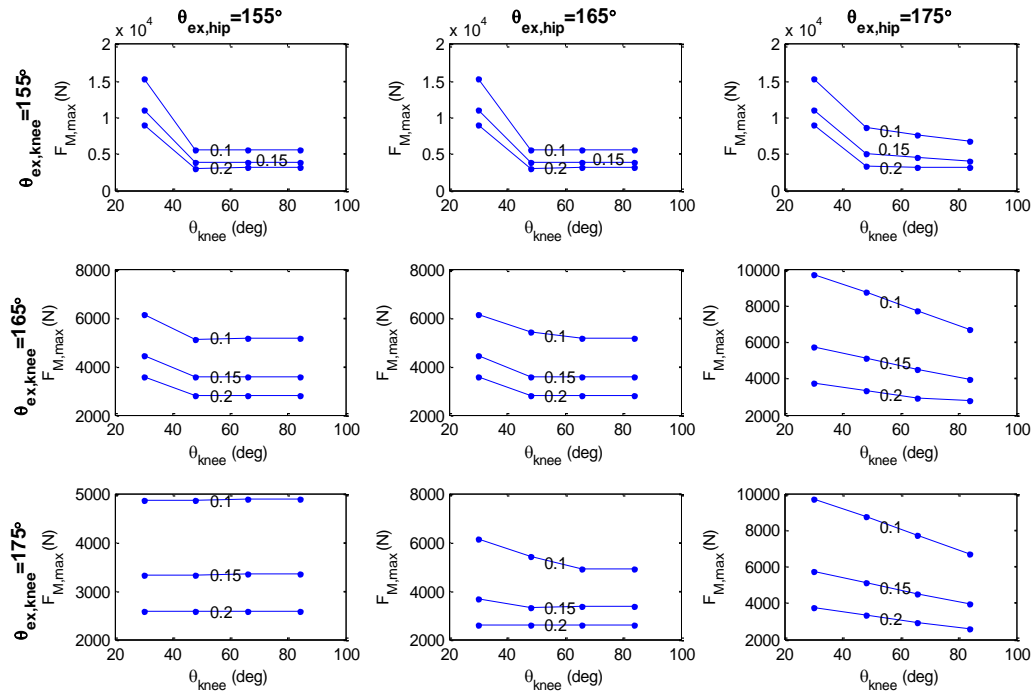 θex,hip=155°
θex,hip=165°
θex,hip=175°
θex,knee=155°
x 10^4
2
1.5
1
0.5
0
FM,max (N)
0.1
0.15
0.2
20 40 60 80 100
θknee (deg)
x 10^4
2
1.5
1
0.5
0
FM,max (N)
0.1
0.15
0.2
20 40 60 80 100
θknee (deg)
x 10^4
2
1.5
1
0.5
0
FM,max (N)
0.1
0.15
0.2
20 40 60 80 100
θknee (deg)
θex,knee=165°
8000
6000
4000
2000
FM,max (N)
0.1
0.15
0.2
20 40 60 80 100
θknee (deg)
8000
6000
4000
2000
FM,max (N)
0.1
0.15
0.2
20 40 60 80 100
θknee (deg)
10000
8000
6000
4000
2000
FM,max (N)
0.1
0.15
0.2
20 40 60 80 100
θknee (deg)
θex,knee=175°
5000
4000
3000
2000
FM,max (N)
0.1
0.15
0.2
20 40 60 80 100
θknee (deg)
8000
6000
4000
2000
FM,max (N)
0.1
0.15
0.2
20 40 60 80 100
θknee (deg)
10000
8000
6000
4000
2000
FM,max (N)
0.1
0.15
0.2
20 40 60 80 100
θknee (deg)